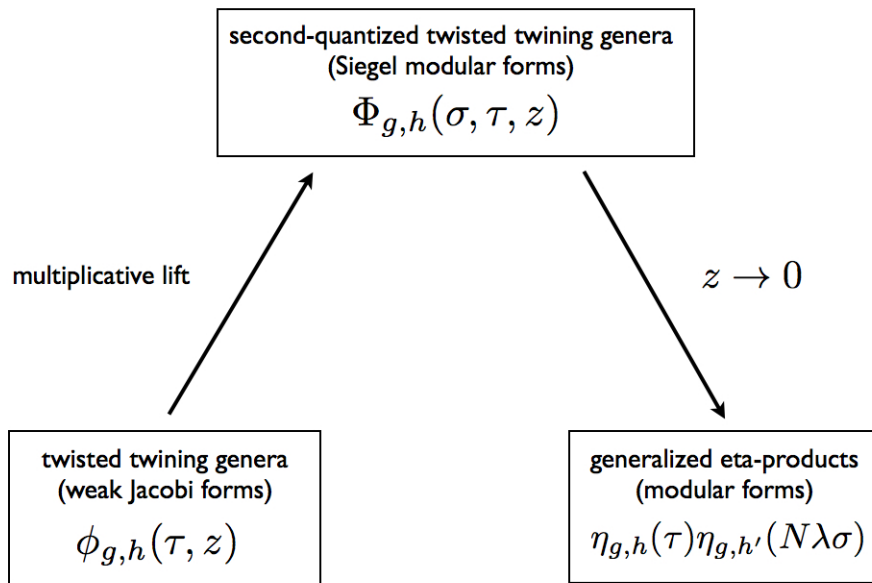 second-quantized twisted twining genera
(Siegel modular forms)
Φ_{g,h}(σ, τ, z)
multiplicative lift
z → 0
twisted twining genera
(weak Jacobi forms)
ϕ_{g,h}(τ, z)
generalized eta-products
(modular forms)
η_{g,h}(τ)η_{g,h′}(Nλσ)